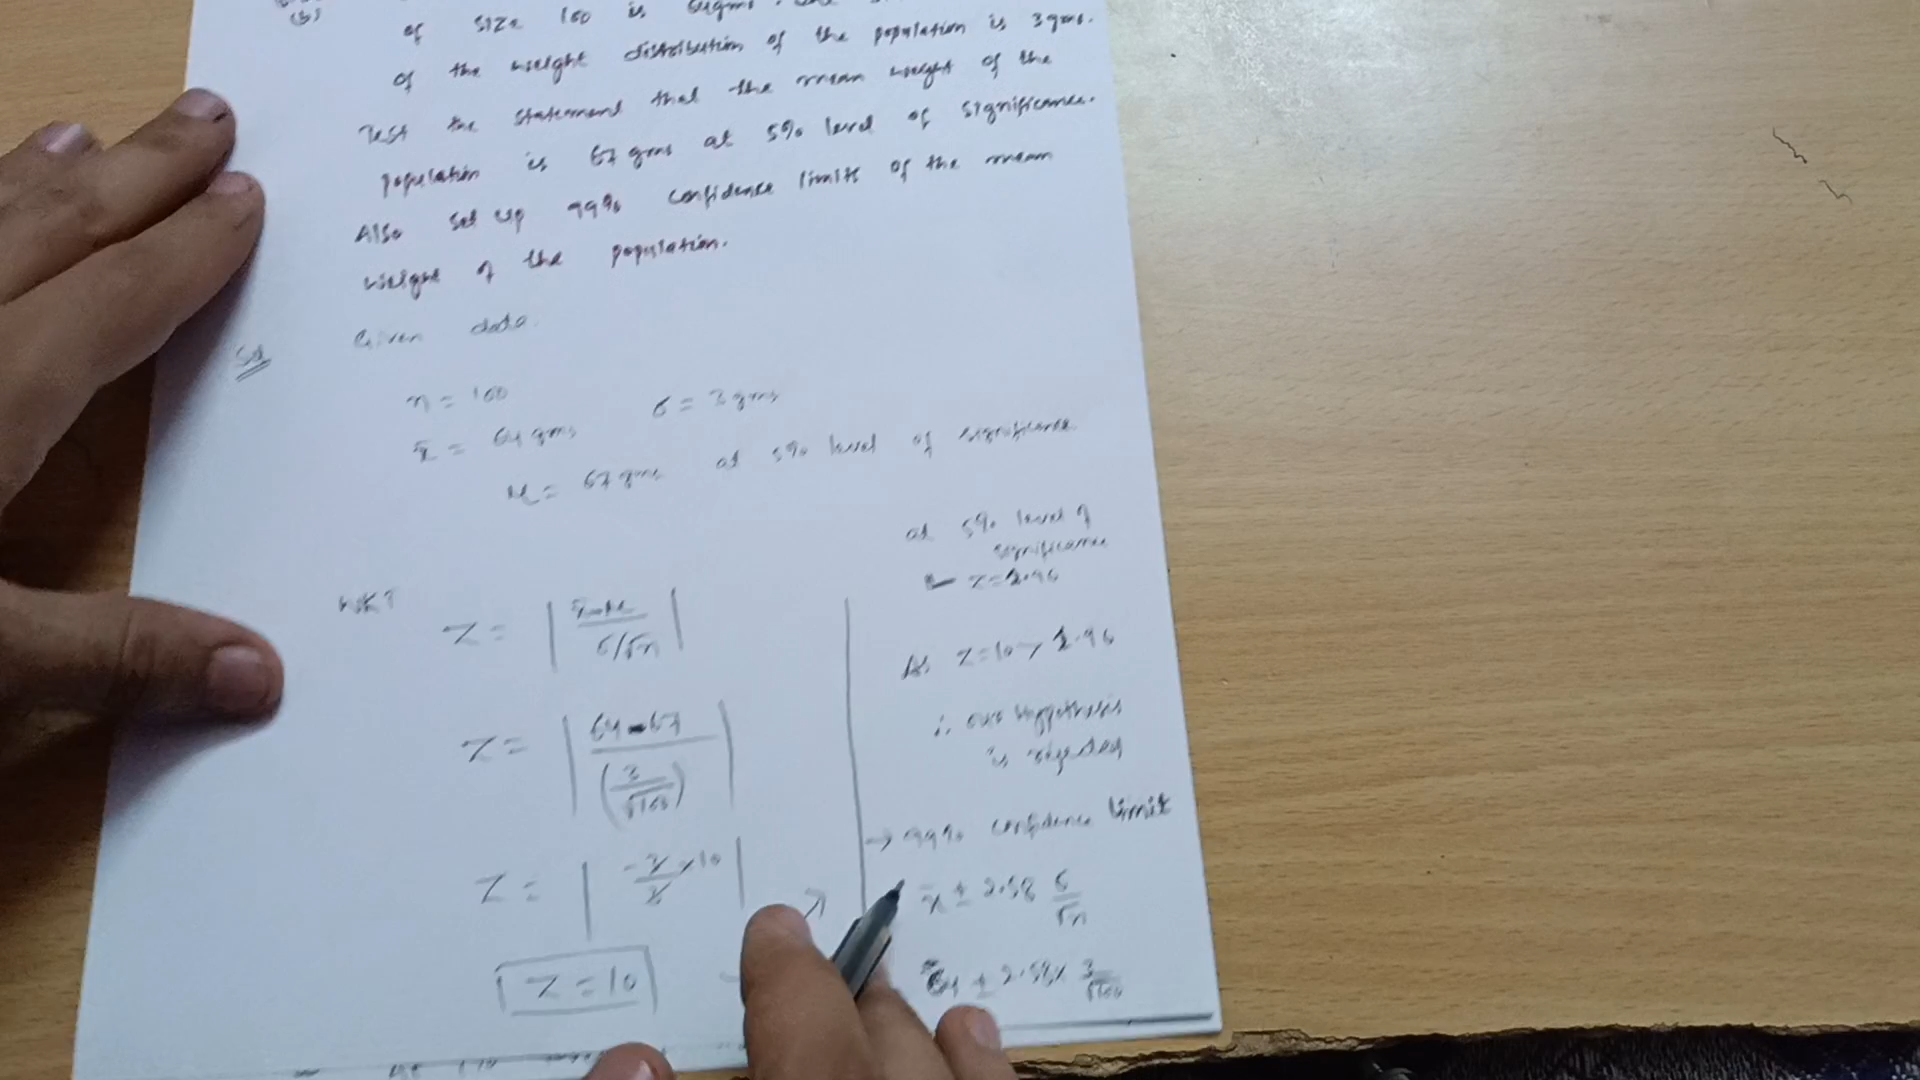 (b)
of size 100 is 64gms.
of the weight distribution of the population is 3gms.
Test the statement that the mean weight of the
population is 67 gms at 5% level of significance.
Also set up 99% confidence limits of the mean
weight of the population.
Sol
Given data.
n = 100
σ = 3gms
x̄ = 64 gms
μ = 67 gms at 5% level of significance
WKT
Z = | x̄-μ / σ/√n |
Z = | 64-67 / (3/√100) |
Z = | -3/3 × 10 |
Z = 10
at 5% level of
significance
Z = 1.96
As Z = 10 > 1.96
∴ our hyppothesis
is rejected
→ 99% confidence limit
x̄ ± 2.58 σ/√n
64 ± 2.58 × 3/√100